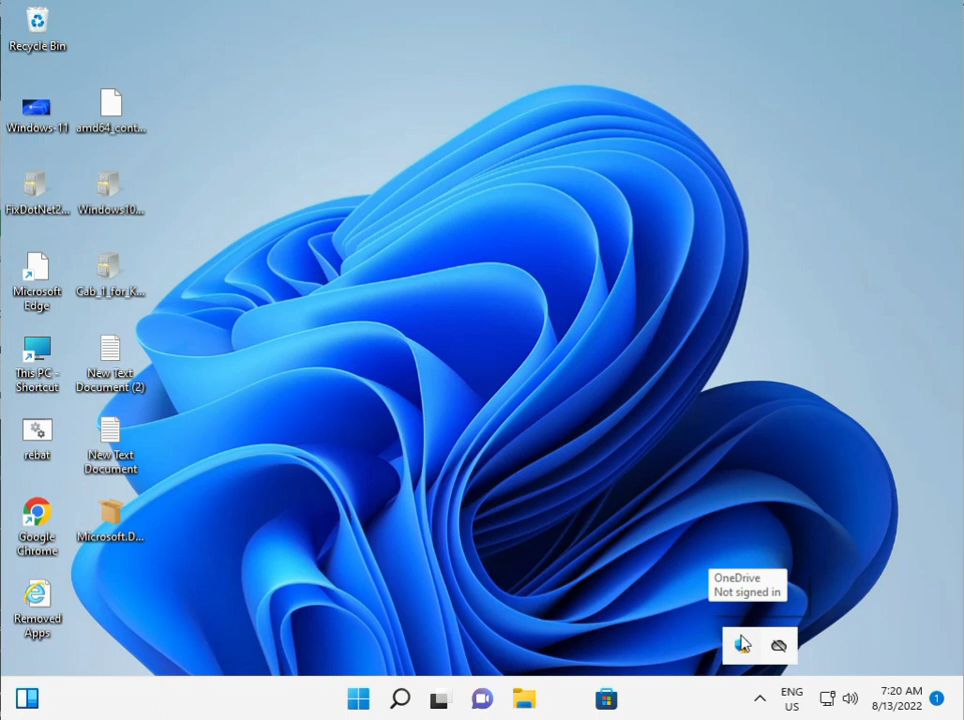 Recycle Bin
Windows-11
amd64_cont...
FixDotNet2...
Windows10...
Microsoft
Edge
Cab_1_for_K...
This PC -
Shortcut
New Text
Document (2)
rebat
New Text
Document
Google
Chrome
Microsoft.D...
Removed
Apps
OneDrive
Not signed in
ENG
US
7:20 AM
8/13/2022
1